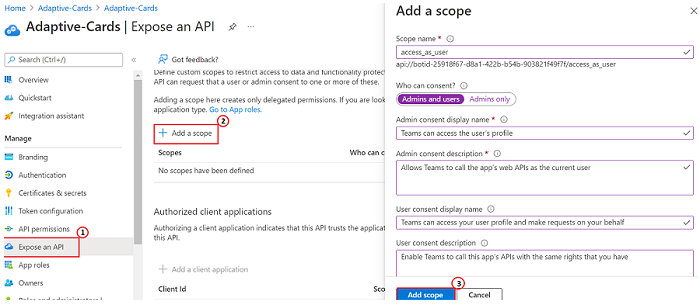 Home > Adaptive-Cards > Adaptive-Cards
Adaptive-Cards | Expose an API
Search (Ctrl+/)
«
Overview
Quickstart
Integration assistant
Manage
Branding
Authentication
Certificates & secrets
Token configuration
API permissions
1
Expose an API
App roles
Owners
Got feedback?
Define custom scopes to restrict access to data and functionality protec
API can request that a user or admin consent to one or more of these.
Adding a scope here creates only delegated permissions. If you are look
application type. Go to App roles.
2
+ Add a scope
Scopes Who can c
No scopes have been defined
Authorized client applications
Authorizing a client application indicates that this API trusts the applica
this API.
+ Add a client application
Client Id Scopes
Add a scope
Scope name *
access_as_user
api://botid-25918f67-d8a1-422b-b54b-903821f49f7f/access_as_user
Who can consent?
Admins and users Admins only
Admin consent display name *
Teams can access the user's profile
Admin consent description *
Allows Teams to call the app's web APIs as the current user
User consent display name
Teams can access your user profile and make requests on your behalf
User consent description
Enable Teams to call this app's APIs with the same rights that you have
3
Add scope Cancel